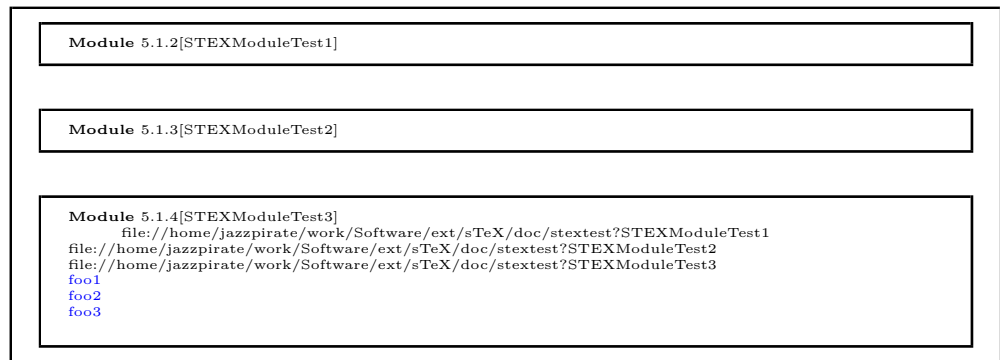 Module 5.1.2[STEXModuleTest1]
Module 5.1.3[STEXModuleTest2]
Module 5.1.4[STEXModuleTest3]
file://home/jazzpirate/work/Software/ext/sTeX/doc/stextest?STEXModuleTest1
file://home/jazzpirate/work/Software/ext/sTeX/doc/stextest?STEXModuleTest2
file://home/jazzpirate/work/Software/ext/sTeX/doc/stextest?STEXModuleTest3
foo1
foo2
foo3